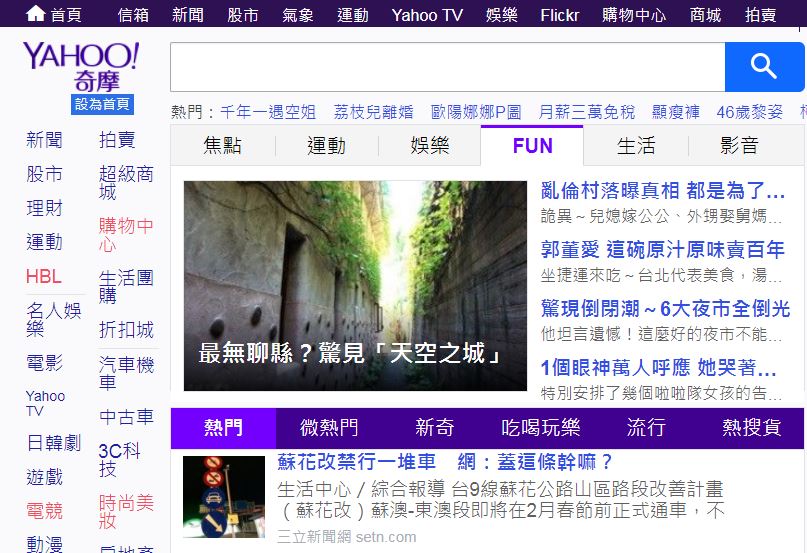 首頁 信箱 新聞 股市 氣象 運動 Yahoo TV 娛樂 Flickr 購物中心 商城 拍賣
YAHOO!
奇摩
設為首頁
熱門：千年一遇空姐 荔枝兒離婚 歐陽娜娜P圖 月薪三萬免稅 顯瘦褲 46歲黎姿
焦點 運動 娛樂 FUN 生活 影音
新聞 拍賣
股市 超級商城
理財 購物中心
運動
HBL 生活團購
名人娛樂 折扣城
電影 汽車機車
Yahoo TV 中古車
日韓劇 3C科技
遊戲
電競 時尚美妝
動漫 房地產
最無聊縣？驚見「天空之城」
亂倫村落曝真相 都是為了...
詭異～兒媳嫁公公、外甥娶舅媽...
郭董愛 這碗原汁原味賣百年
坐捷運來吃～台北代表美食，湯...
驚現倒閉潮～6大夜市全倒光
他坦言遺憾！這麼好的夜市不能...
1個眼神萬人呼應 她哭著...
特別安排了幾個啦啦隊女孩的告...
熱門 微熱門 新奇 吃喝玩樂 流行 熱搜貨
蘇花改禁行一堆車 網：蓋這條幹嘛？
生活中心／綜合報導 台9線蘇花公路山區路段改善計畫
（蘇花改）蘇澳-東澳段即將在2月春節前正式通車，不
三立新聞網 setn.com